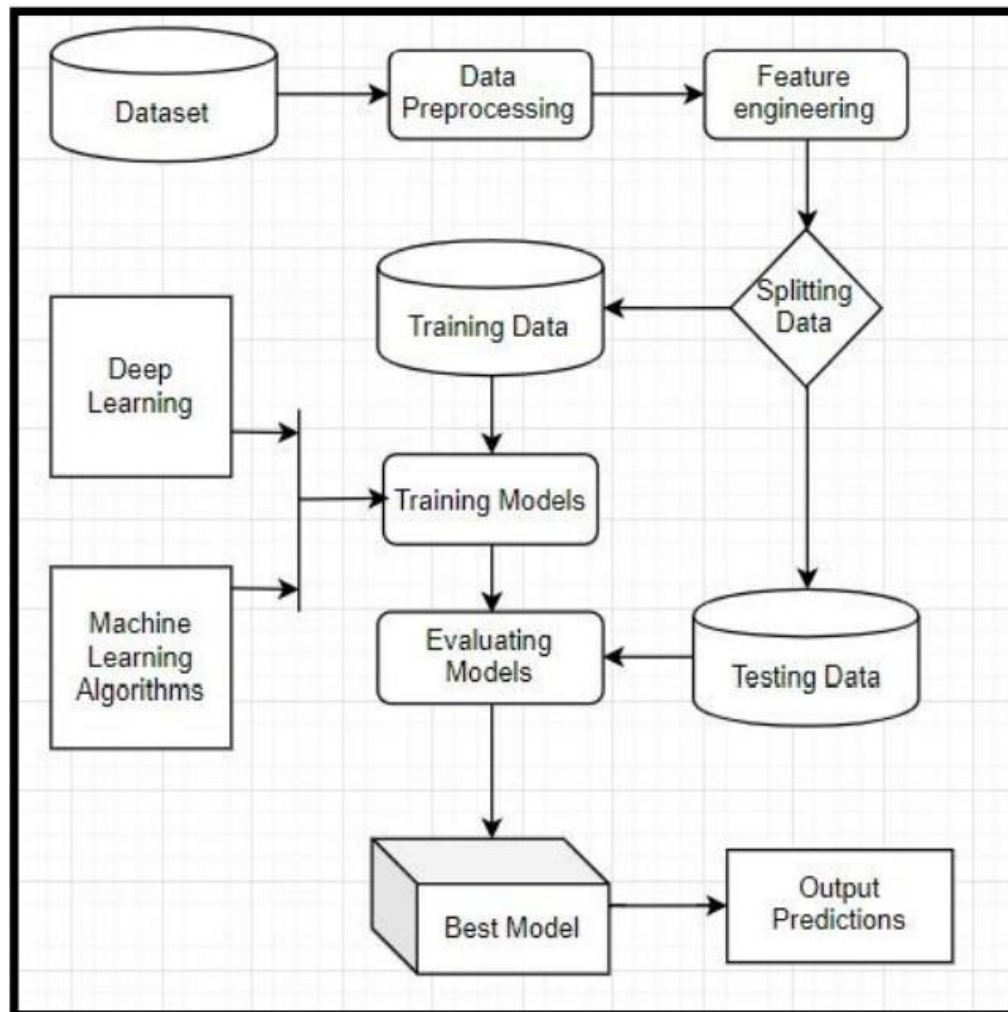 Dataset
Data
Preprocessing
Feature
engineering
Splitting
Data
Training Data
Deep
Learning
Training Models
Machine
Learning
Algorithms
Evaluating
Models
Testing Data
Best Model
Output
Predictions